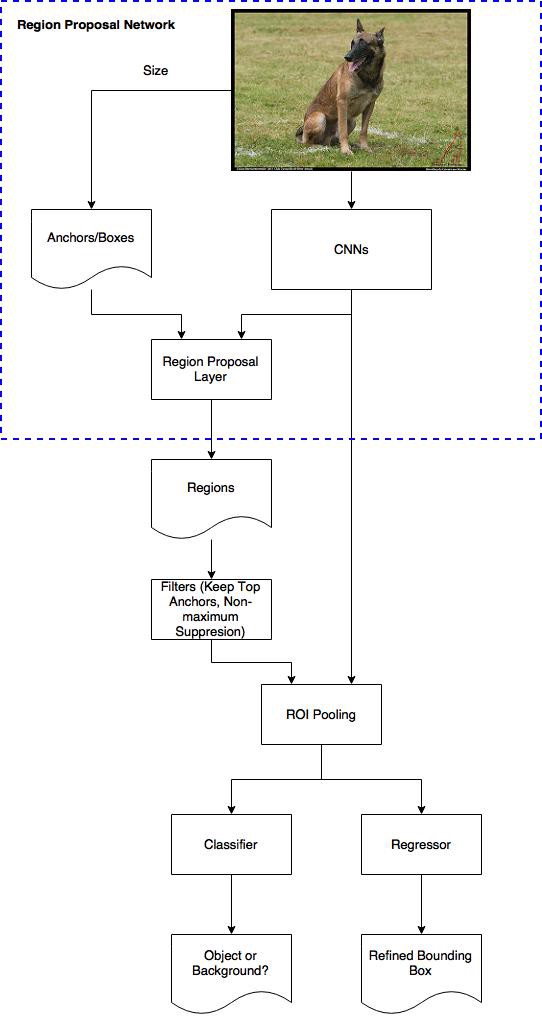 Region Proposal Network
Size
Anchors/Boxes
CNNs
Region Proposal
Layer
Regions
Filters (Keep Top
Anchors, Non-
maximum
Suppresion)
ROI Pooling
Classifier
Regressor
Object or
Background?
Refined Bounding
Box